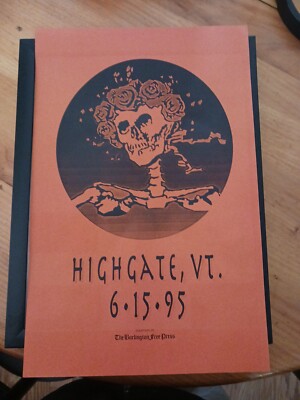 HIGHGATE, VT.
6·15·95
The Burlington Free Press